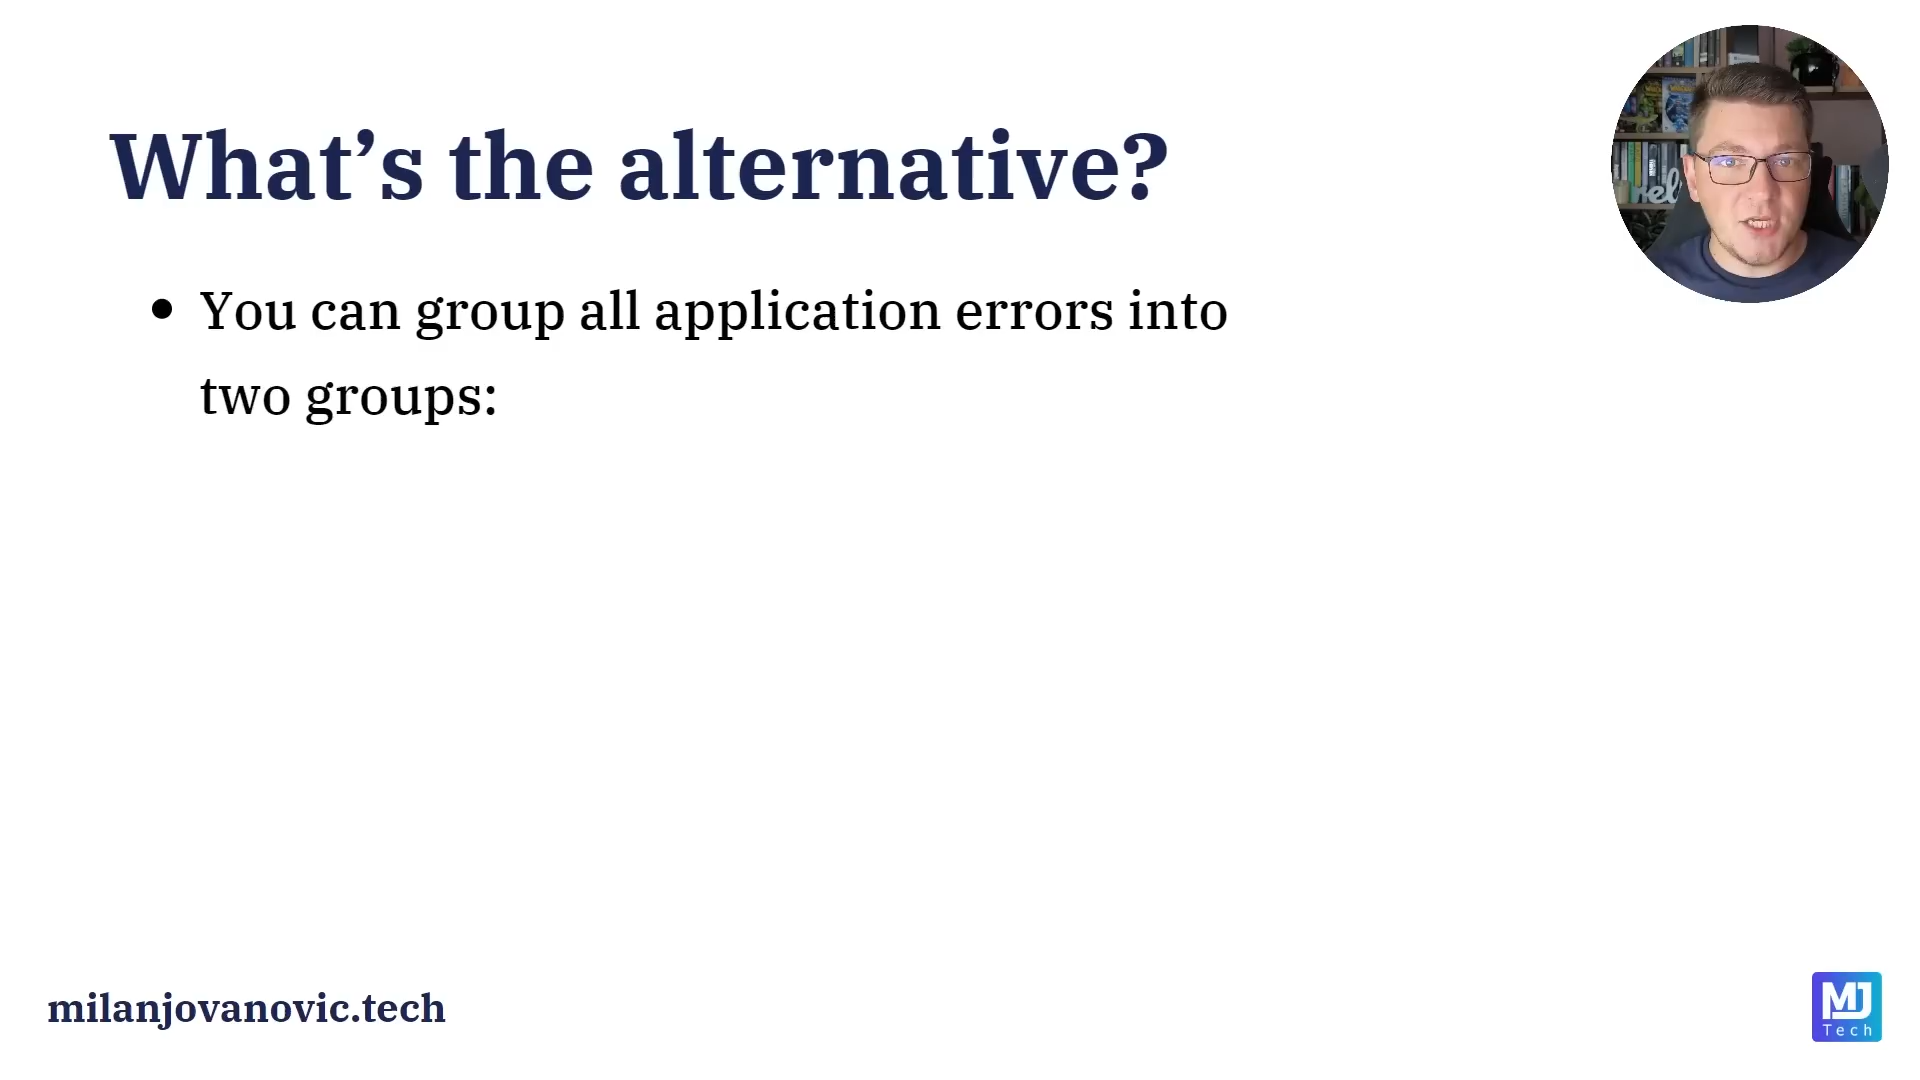 What’s the alternative?
• You can group all application errors into
two groups:
milanjovanovic.tech
MJ
Tech